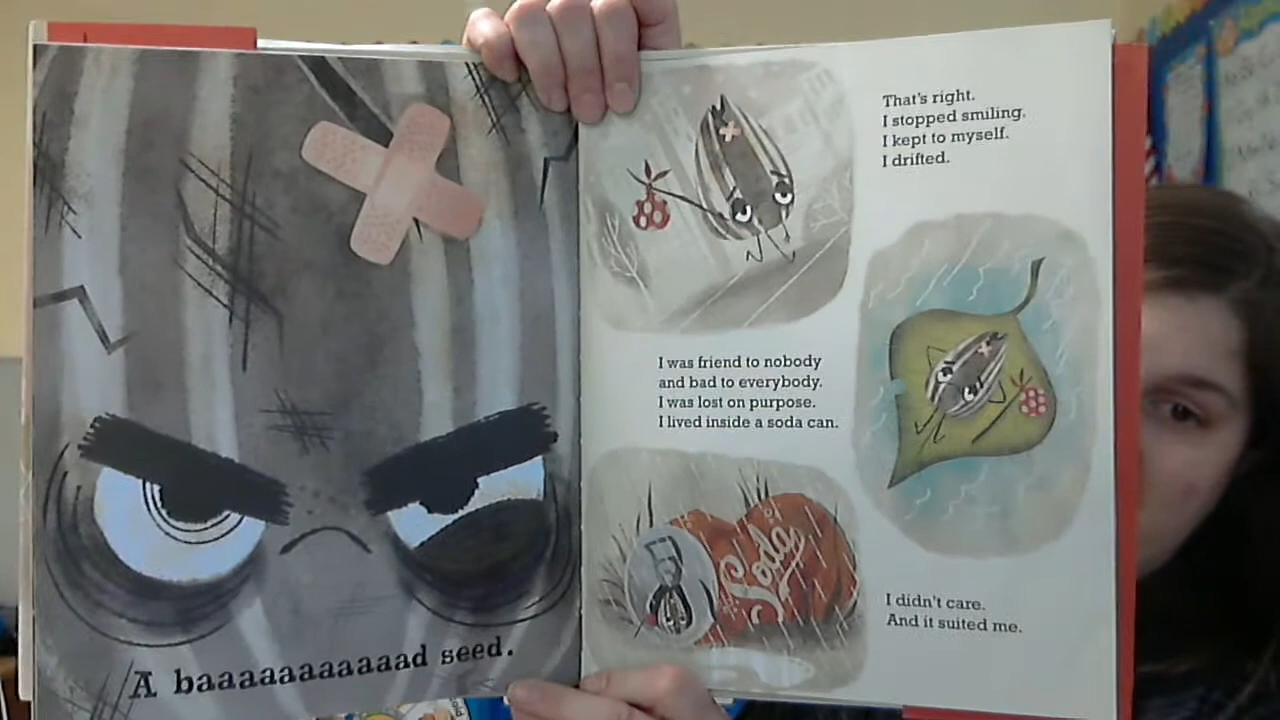 A baaaaaaaaaaad seed.
That's right.
I stopped smiling.
I kept to myself.
I drifted.
I was friend to nobody
and bad to everybody.
I was lost on purpose.
I lived inside a soda can.
Soda
I didn't care.
And it suited me.